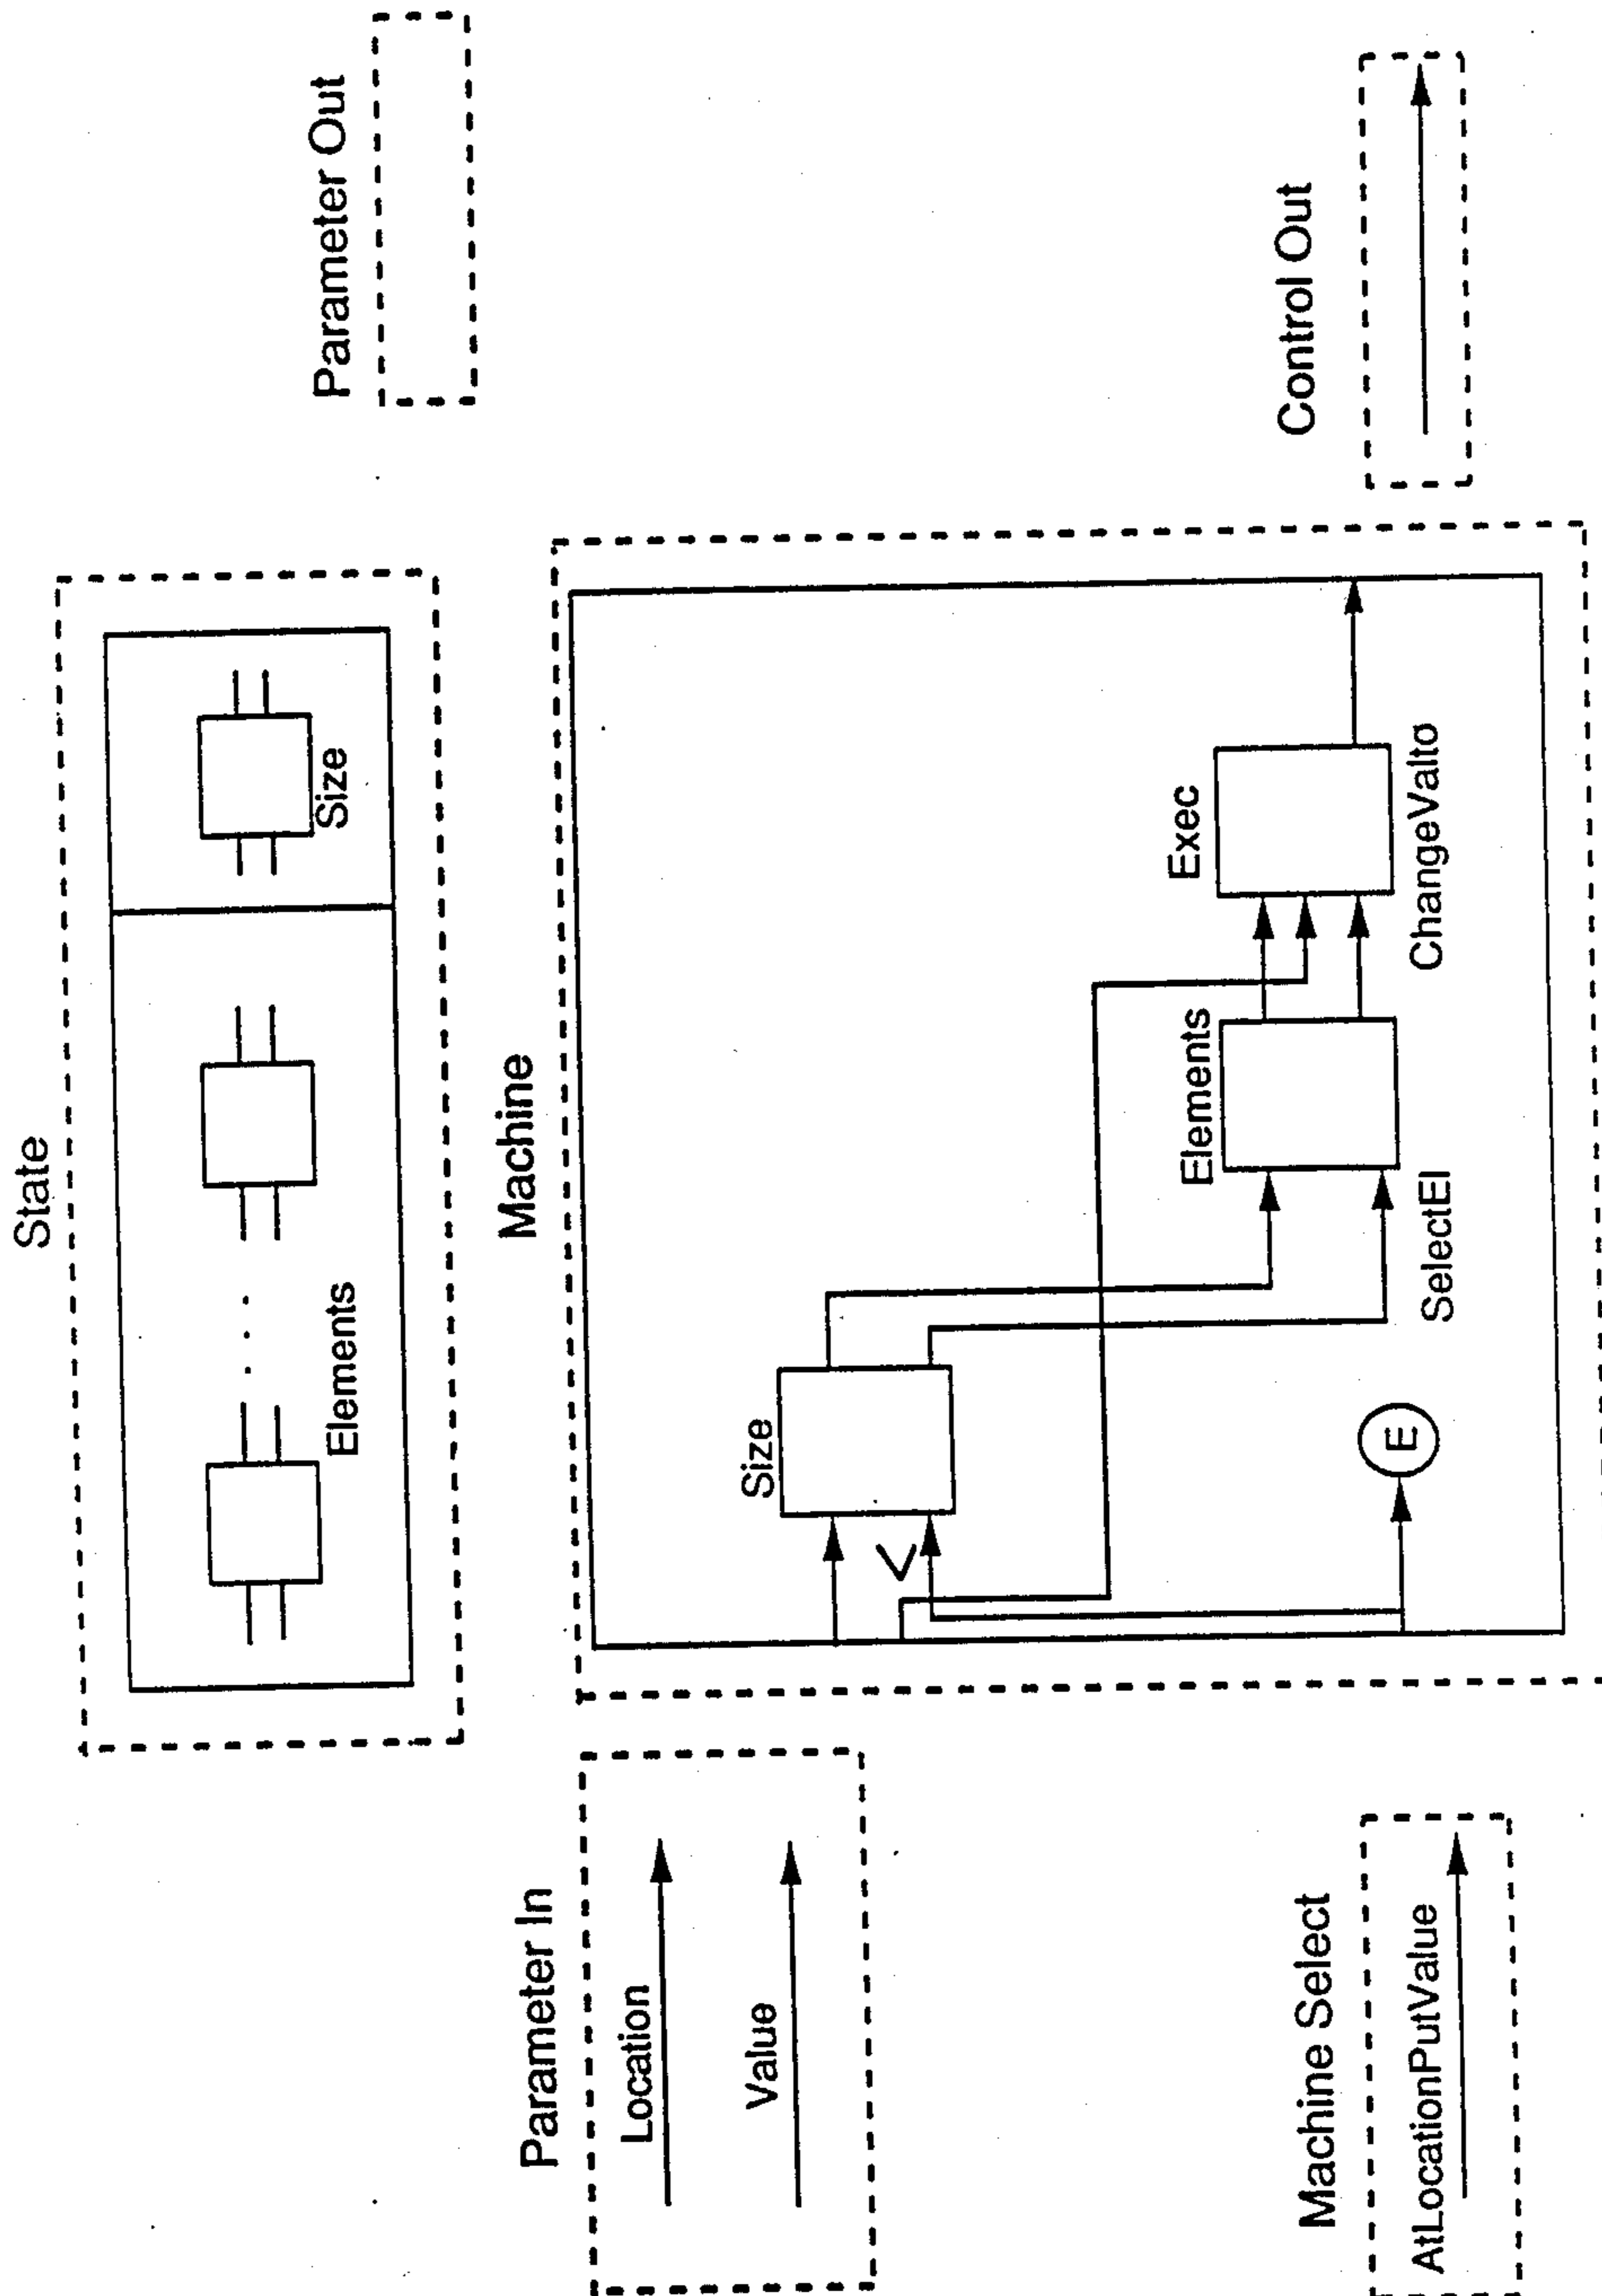 State
Elements
Size
Parameter Out
Parameter In
Location
Value
Machine
Size
<
Elements
SelectEl
Exec
ChangeValto
E
Control Out
Machine Select
AtLocationPutValue